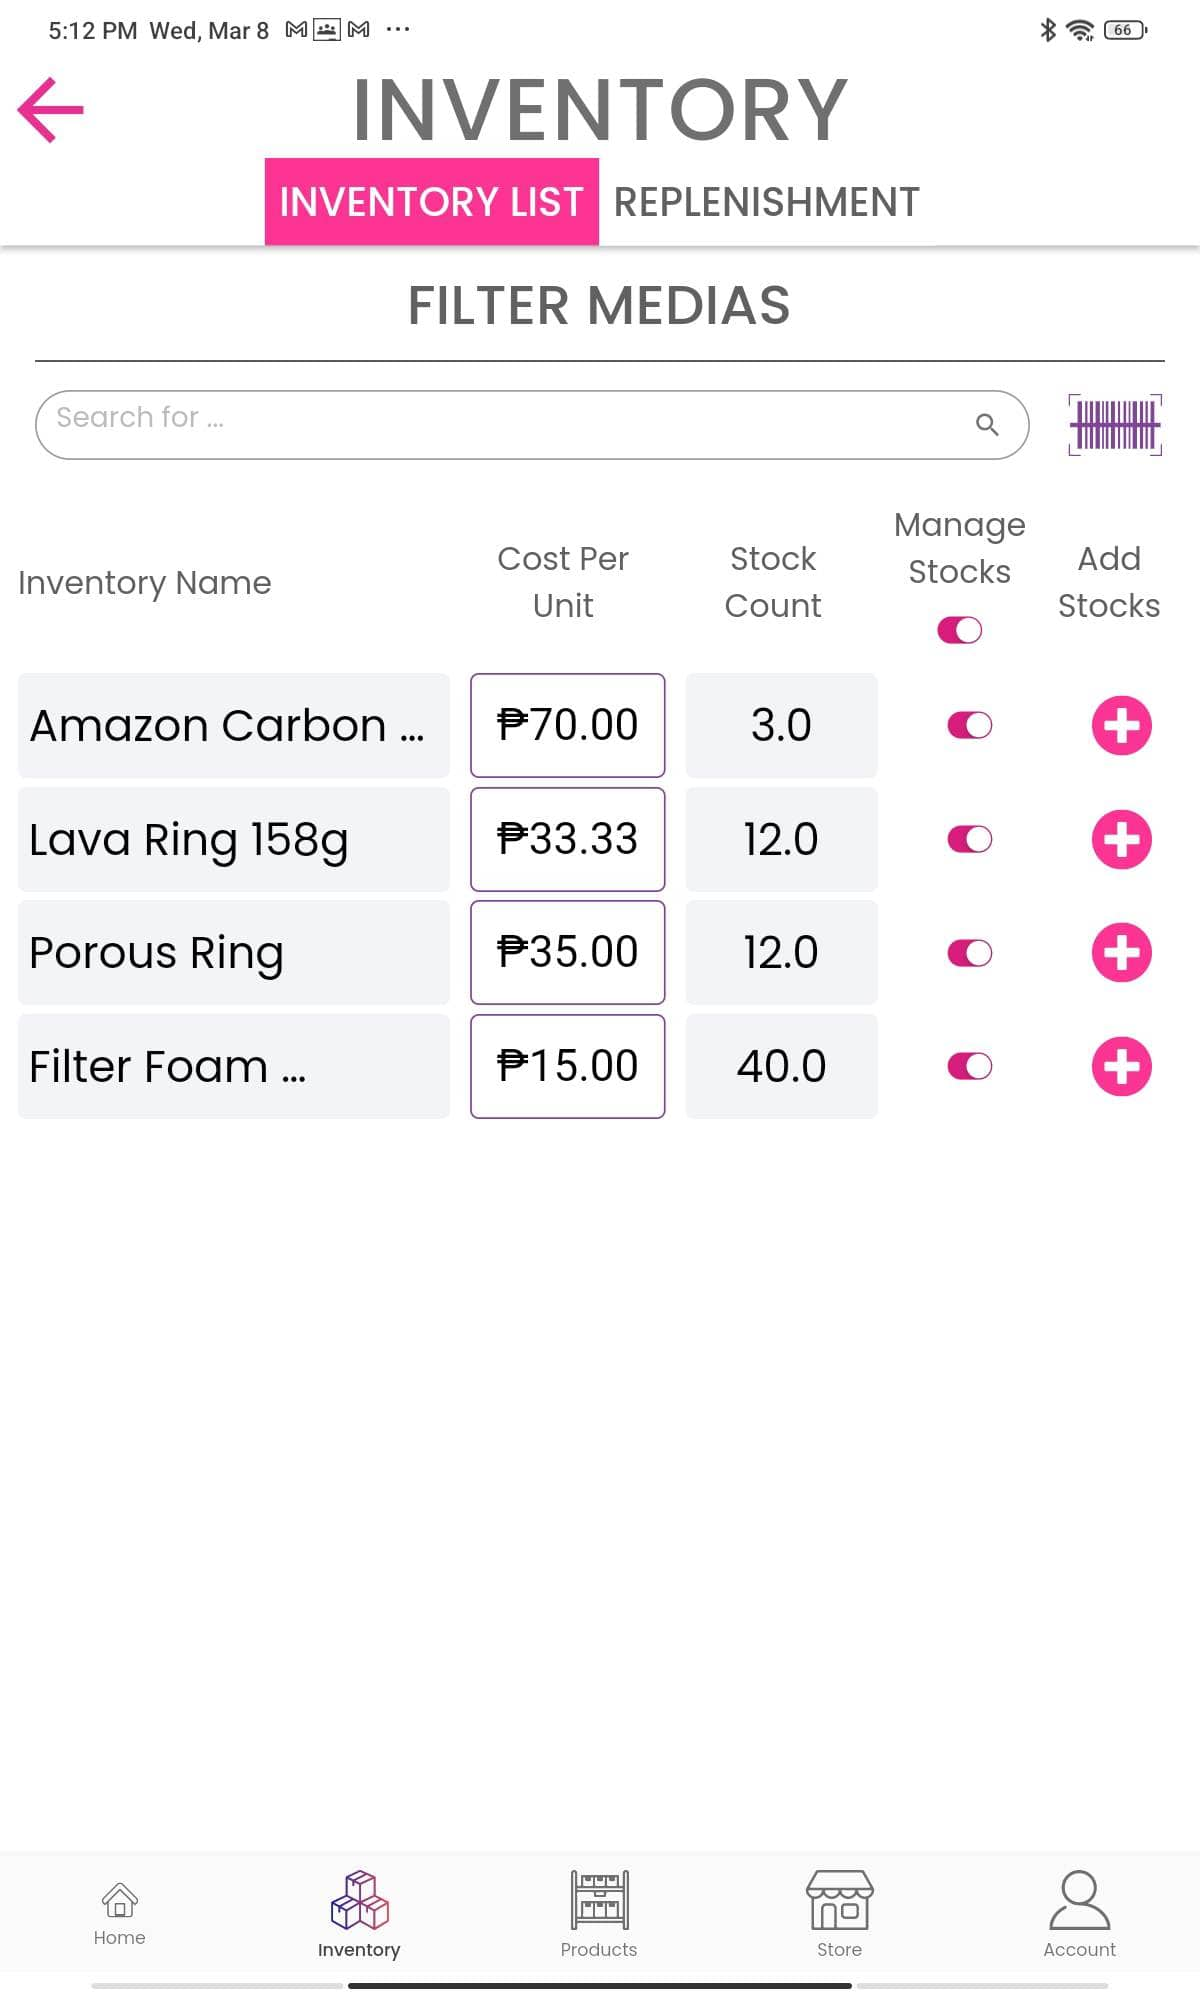 5:12 PM Wed, Mar 8
66
INVENTORY
INVENTORY LIST REPLENISHMENT
FILTER MEDIAS
Search for ...
Inventory Name
Cost Per
Unit
Stock
Count
Manage
Stocks
Add
Stocks
Amazon Carbon ... ₱70.00 3.0
Lava Ring 158g ₱33.33 12.0
Porous Ring ₱35.00 12.0
Filter Foam ... ₱15.00 40.0
Home Inventory Products Store Account